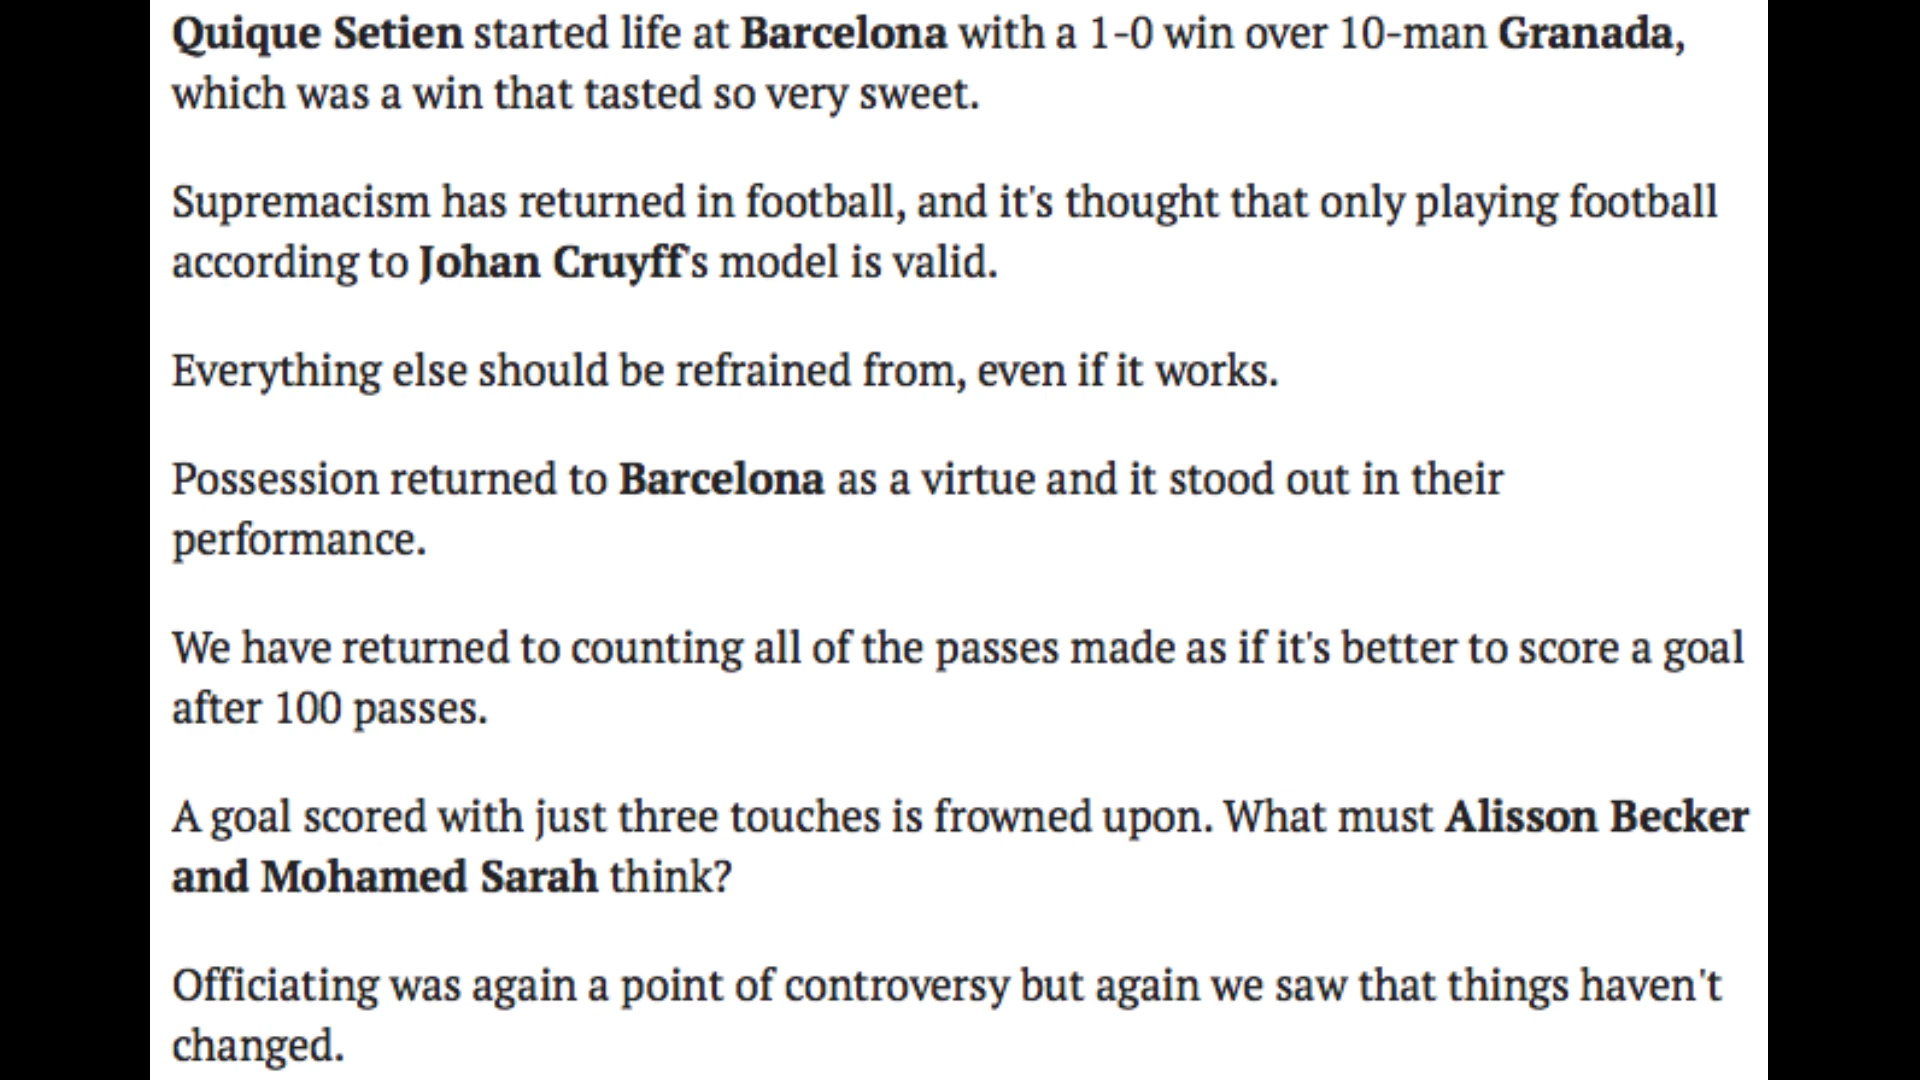 Quique Setien started life at Barcelona with a 1-0 win over 10-man Granada,
which was a win that tasted so very sweet.
Supremacism has returned in football, and it's thought that only playing football
according to Johan Cruyff's model is valid.
Everything else should be refrained from, even if it works.
Possession returned to Barcelona as a virtue and it stood out in their
performance.
We have returned to counting all of the passes made as if it's better to score a goal
after 100 passes.
A goal scored with just three touches is frowned upon. What must Alisson Becker
and Mohamed Sarah think?
Officiating was again a point of controversy but again we saw that things haven't
changed.